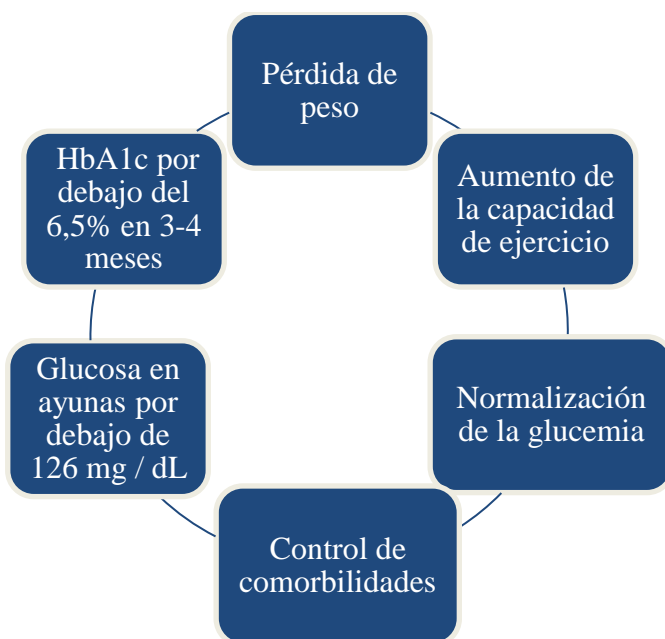 Pérdida de
peso
Aumento de
la capacidad
de ejercicio
Normalización
de la glucemia
Control de
comorbilidades
Glucosa en
ayunas por
debajo de
126 mg / dL
HbA1c por
debajo del
6,5% en 3-4
meses